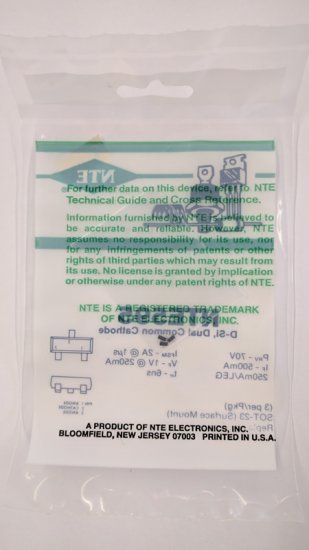 NTE
For further data on this device, refer to NTE
Technical Guide and Cross Reference.
Information furnished by NTE is believed to
be accurate and reliable. However, NTE
assumes no responsibility for its use, nor
for any infringements of patents or other
rights of third parties which may result from
its use. No license is granted by implication
or otherwise under any patent rights of NTE.
NTE IS A REGISTERED TRADEMARK
OF NTE ELECTRONICS, INC.
D-Si, Dual Common Cathode
PRV - 70V
IF - 500mA
250mA/LEG
IFRM - 2A @ 1µs
VF - 1V @ 250mA
trr - 6ns
(3 per/Pkg)
SOT-23 (Surface Mount)
A PRODUCT OF NTE ELECTRONICS, INC.
BLOOMFIELD, NEW JERSEY 07003 PRINTED IN U.S.A.